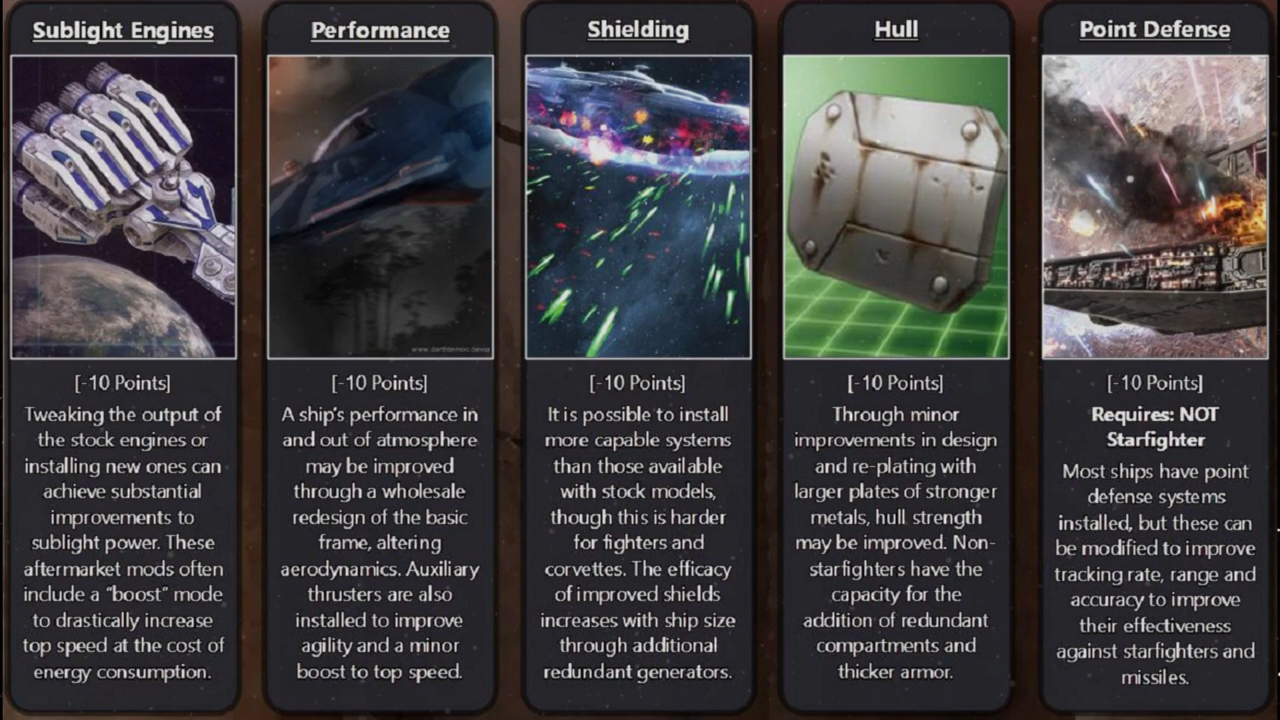 Sublight Engines
[-10 Points]
Tweaking the output of
the stock engines or
installing new ones can
achieve substantial
improvements to
sublight power. These
aftermarket mods often
include a "boost" mode
to drastically increase
top speed at the cost of
energy consumption.
Performance
[-10 Points]
A ship's performance in
and out of atmosphere
may be improved
through a wholesale
redesign of the basic
frame, altering
aerodynamics. Auxiliary
thrusters are also
installed to improve
agility and a minor
boost to top speed.
Shielding
[-10 Points]
It is possible to install
more capable systems
than those available
with stock models,
though this is harder
for fighters and
corvettes. The efficacy
of improved shields
increases with ship size
through additional
redundant generators.
Hull
[-10 Points]
Through minor
improvements in design
and re-plating with
larger plates of stronger
metals, hull strength
may be improved. Non-
starfighters have the
capacity for the
addition of redundant
compartments and
thicker armor.
Point Defense
[-10 Points]
Requires: NOT
Starfighter
Most ships have point
defense systems
installed, but these can
be modified to improve
tracking rate, range and
accuracy to improve
their effectiveness
against starfighters and
missiles.